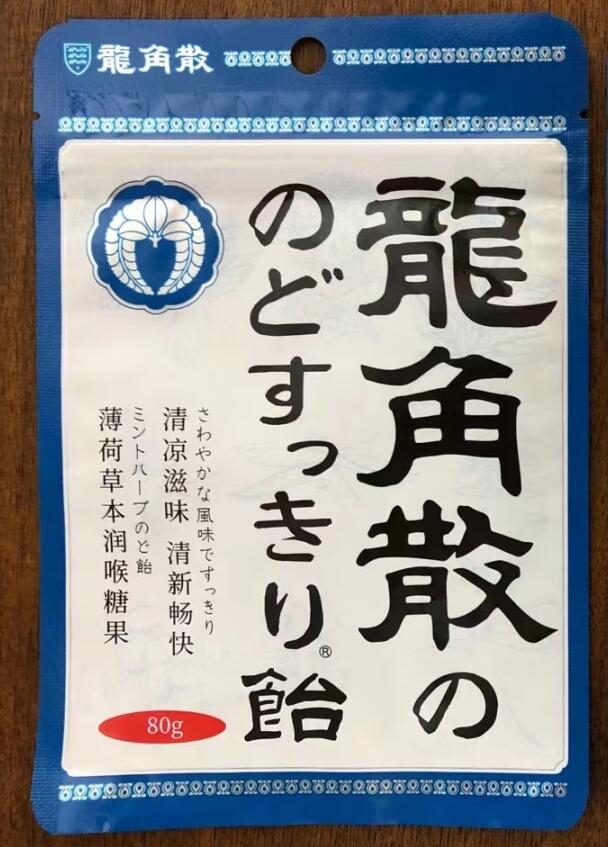 龍角散
龍角散の
のどすっきり®飴
さわやかな風味ですっきり
清凉滋味 清新畅快
ミントハーブのど飴
薄荷草本润喉糖果
80g